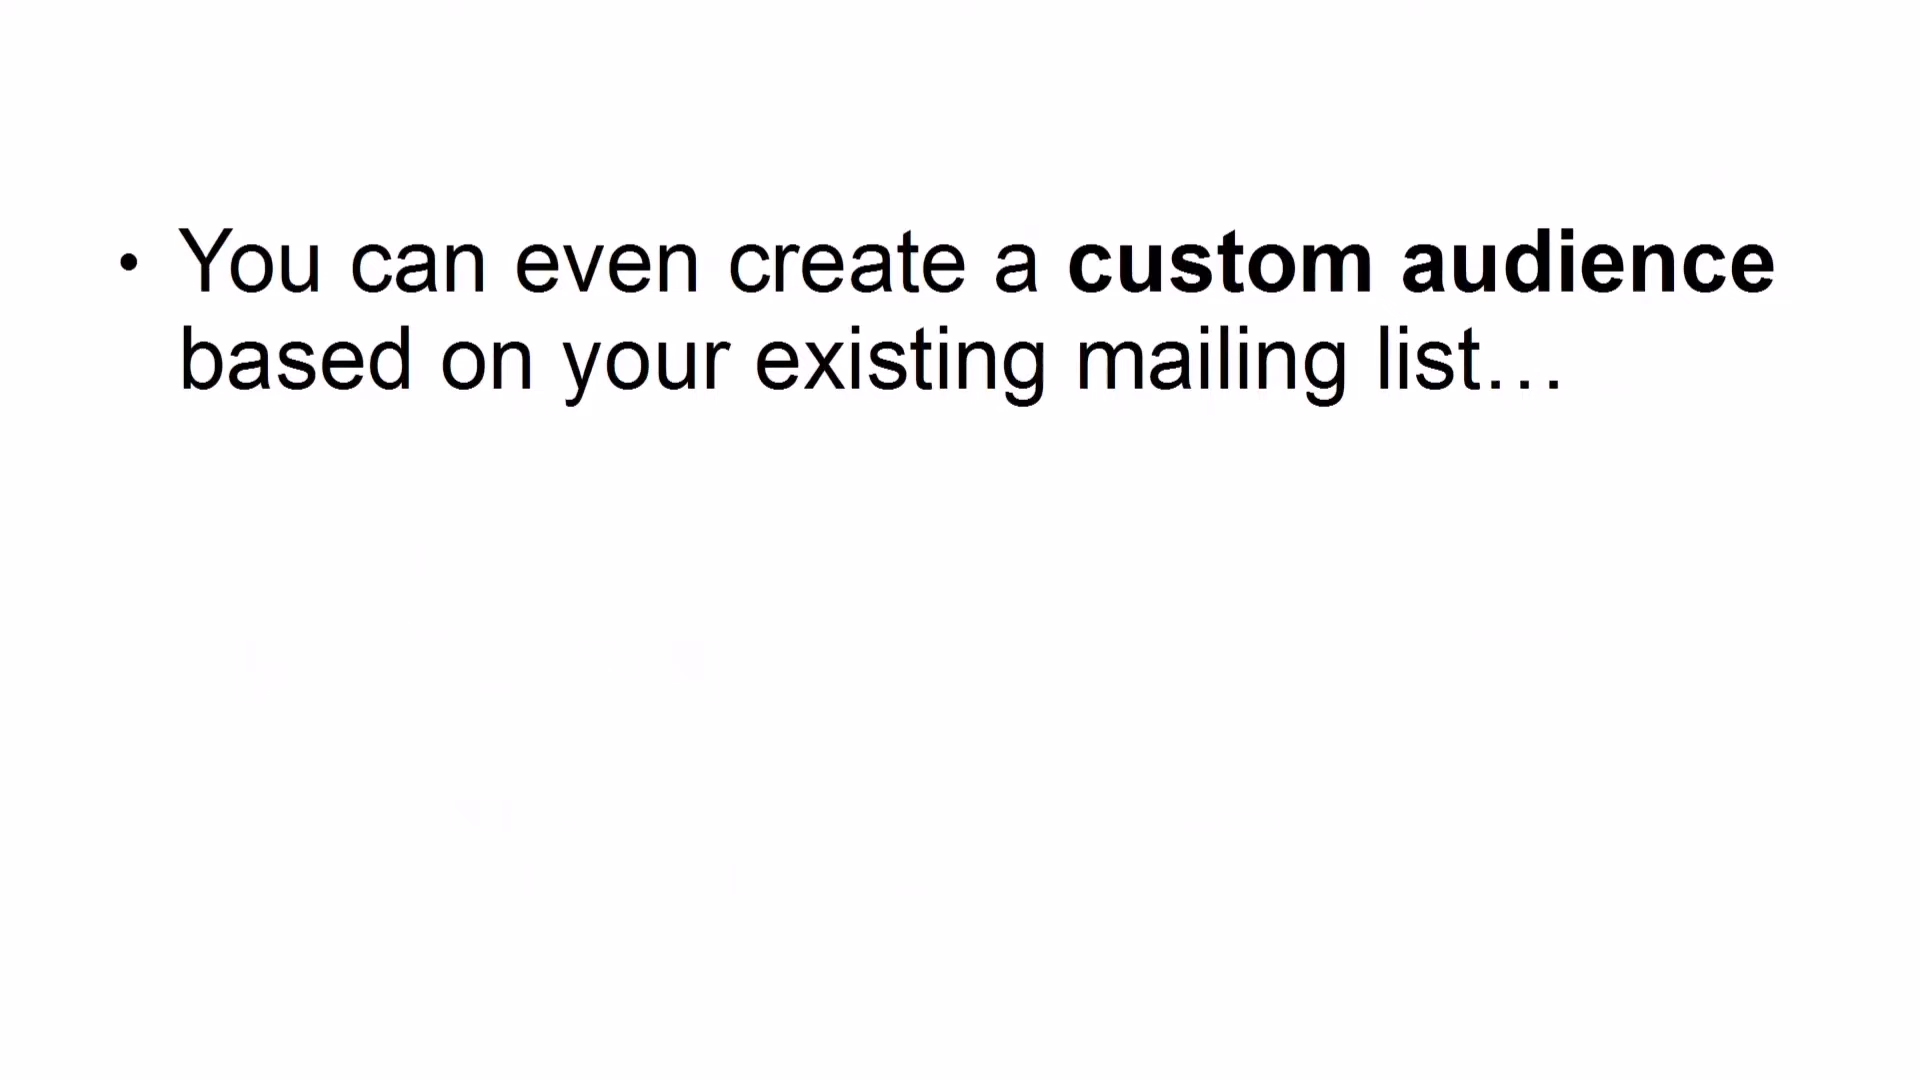 • You can even create a custom audience
based on your existing mailing list…